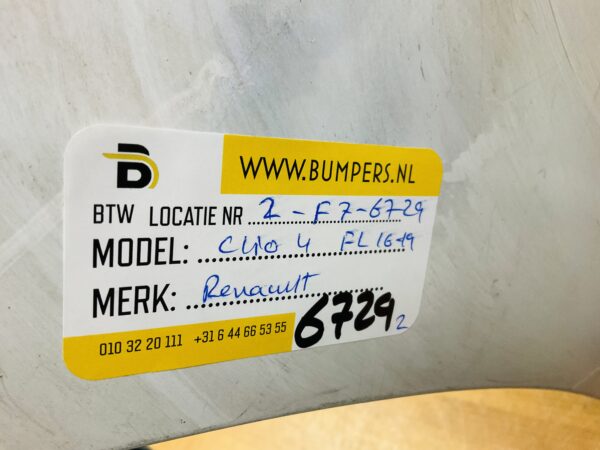 WWW.BUMPERS.NL
B
BTW LOCATIE NR 2-F7-6729
MODEL: Clio 4 FL 16-19
MERK: Renault
010 32 20 111 +31 6 44 66 53 55 6729 2